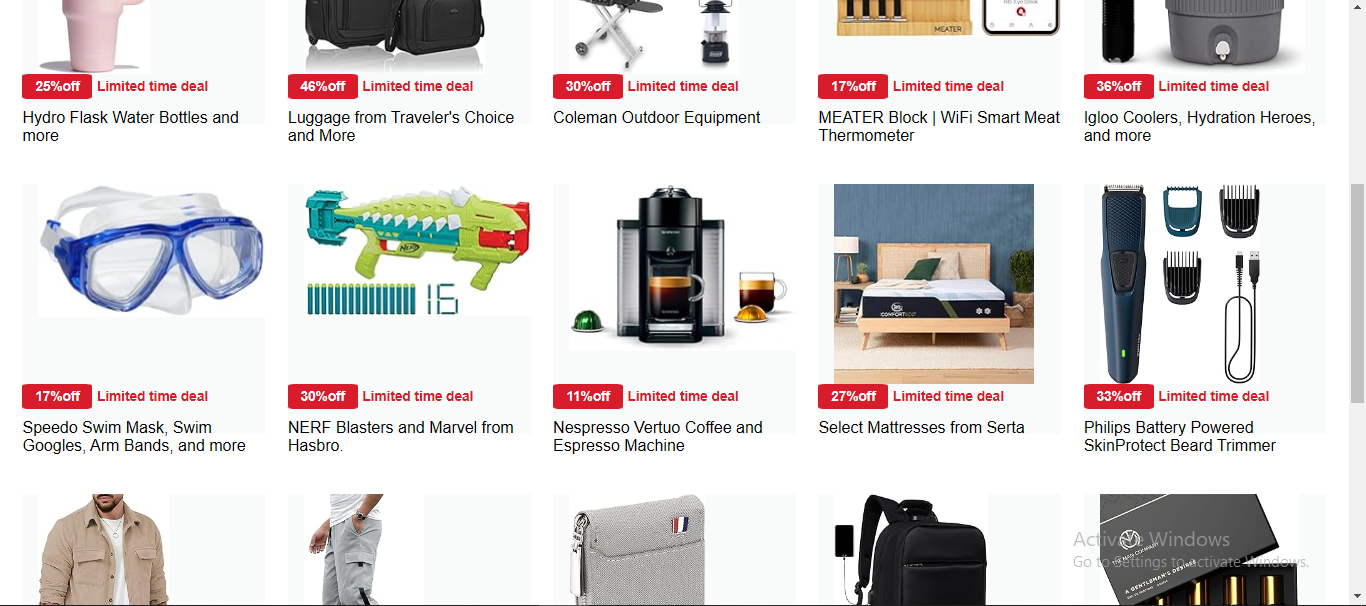 MEATER
25%off Limited time deal
46%off Limited time deal
30%off Limited time deal
17%off Limited time deal
36%off Limited time deal
Hydro Flask Water Bottles and
more
Luggage from Traveler's Choice
and More
Coleman Outdoor Equipment
MEATER Block | WiFi Smart Meat
Thermometer
Igloo Coolers, Hydration Heroes,
and more
NERF
16
Serta
COMFORT ECO
17%off Limited time deal
30%off Limited time deal
11%off Limited time deal
27%off Limited time deal
33%off Limited time deal
Speedo Swim Mask, Swim
Googles, Arm Bands, and more
NERF Blasters and Marvel from
Hasbro.
Nespresso Vertuo Coffee and
Espresso Machine
Select Mattresses from Serta
Philips Battery Powered
SkinProtect Beard Trimmer
MAN COMPANY
A GENTLEMAN'S DESIRE
Activate Windows
Go to Settings to activate Windows.